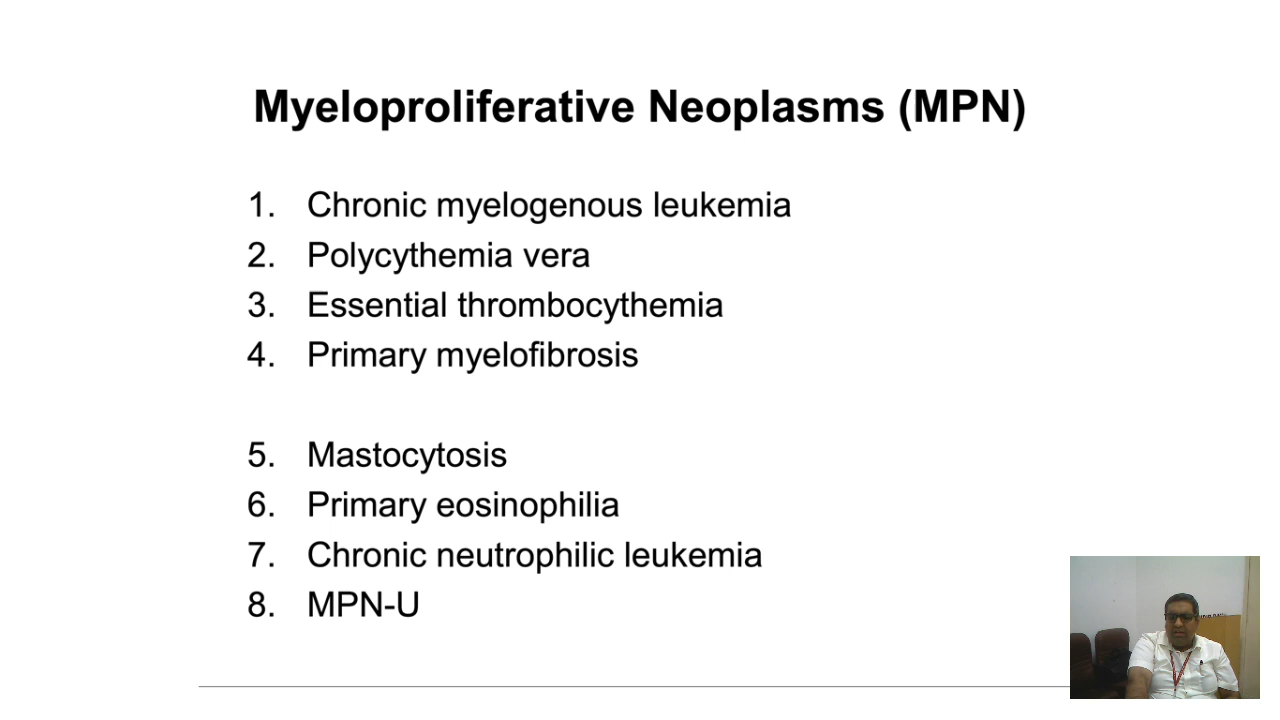 Myeloproliferative Neoplasms (MPN)
1. Chronic myelogenous leukemia
2. Polycythemia vera
3. Essential thrombocythemia
4. Primary myelofibrosis
5. Mastocytosis
6. Primary eosinophilia
7. Chronic neutrophilic leukemia
8. MPN-U